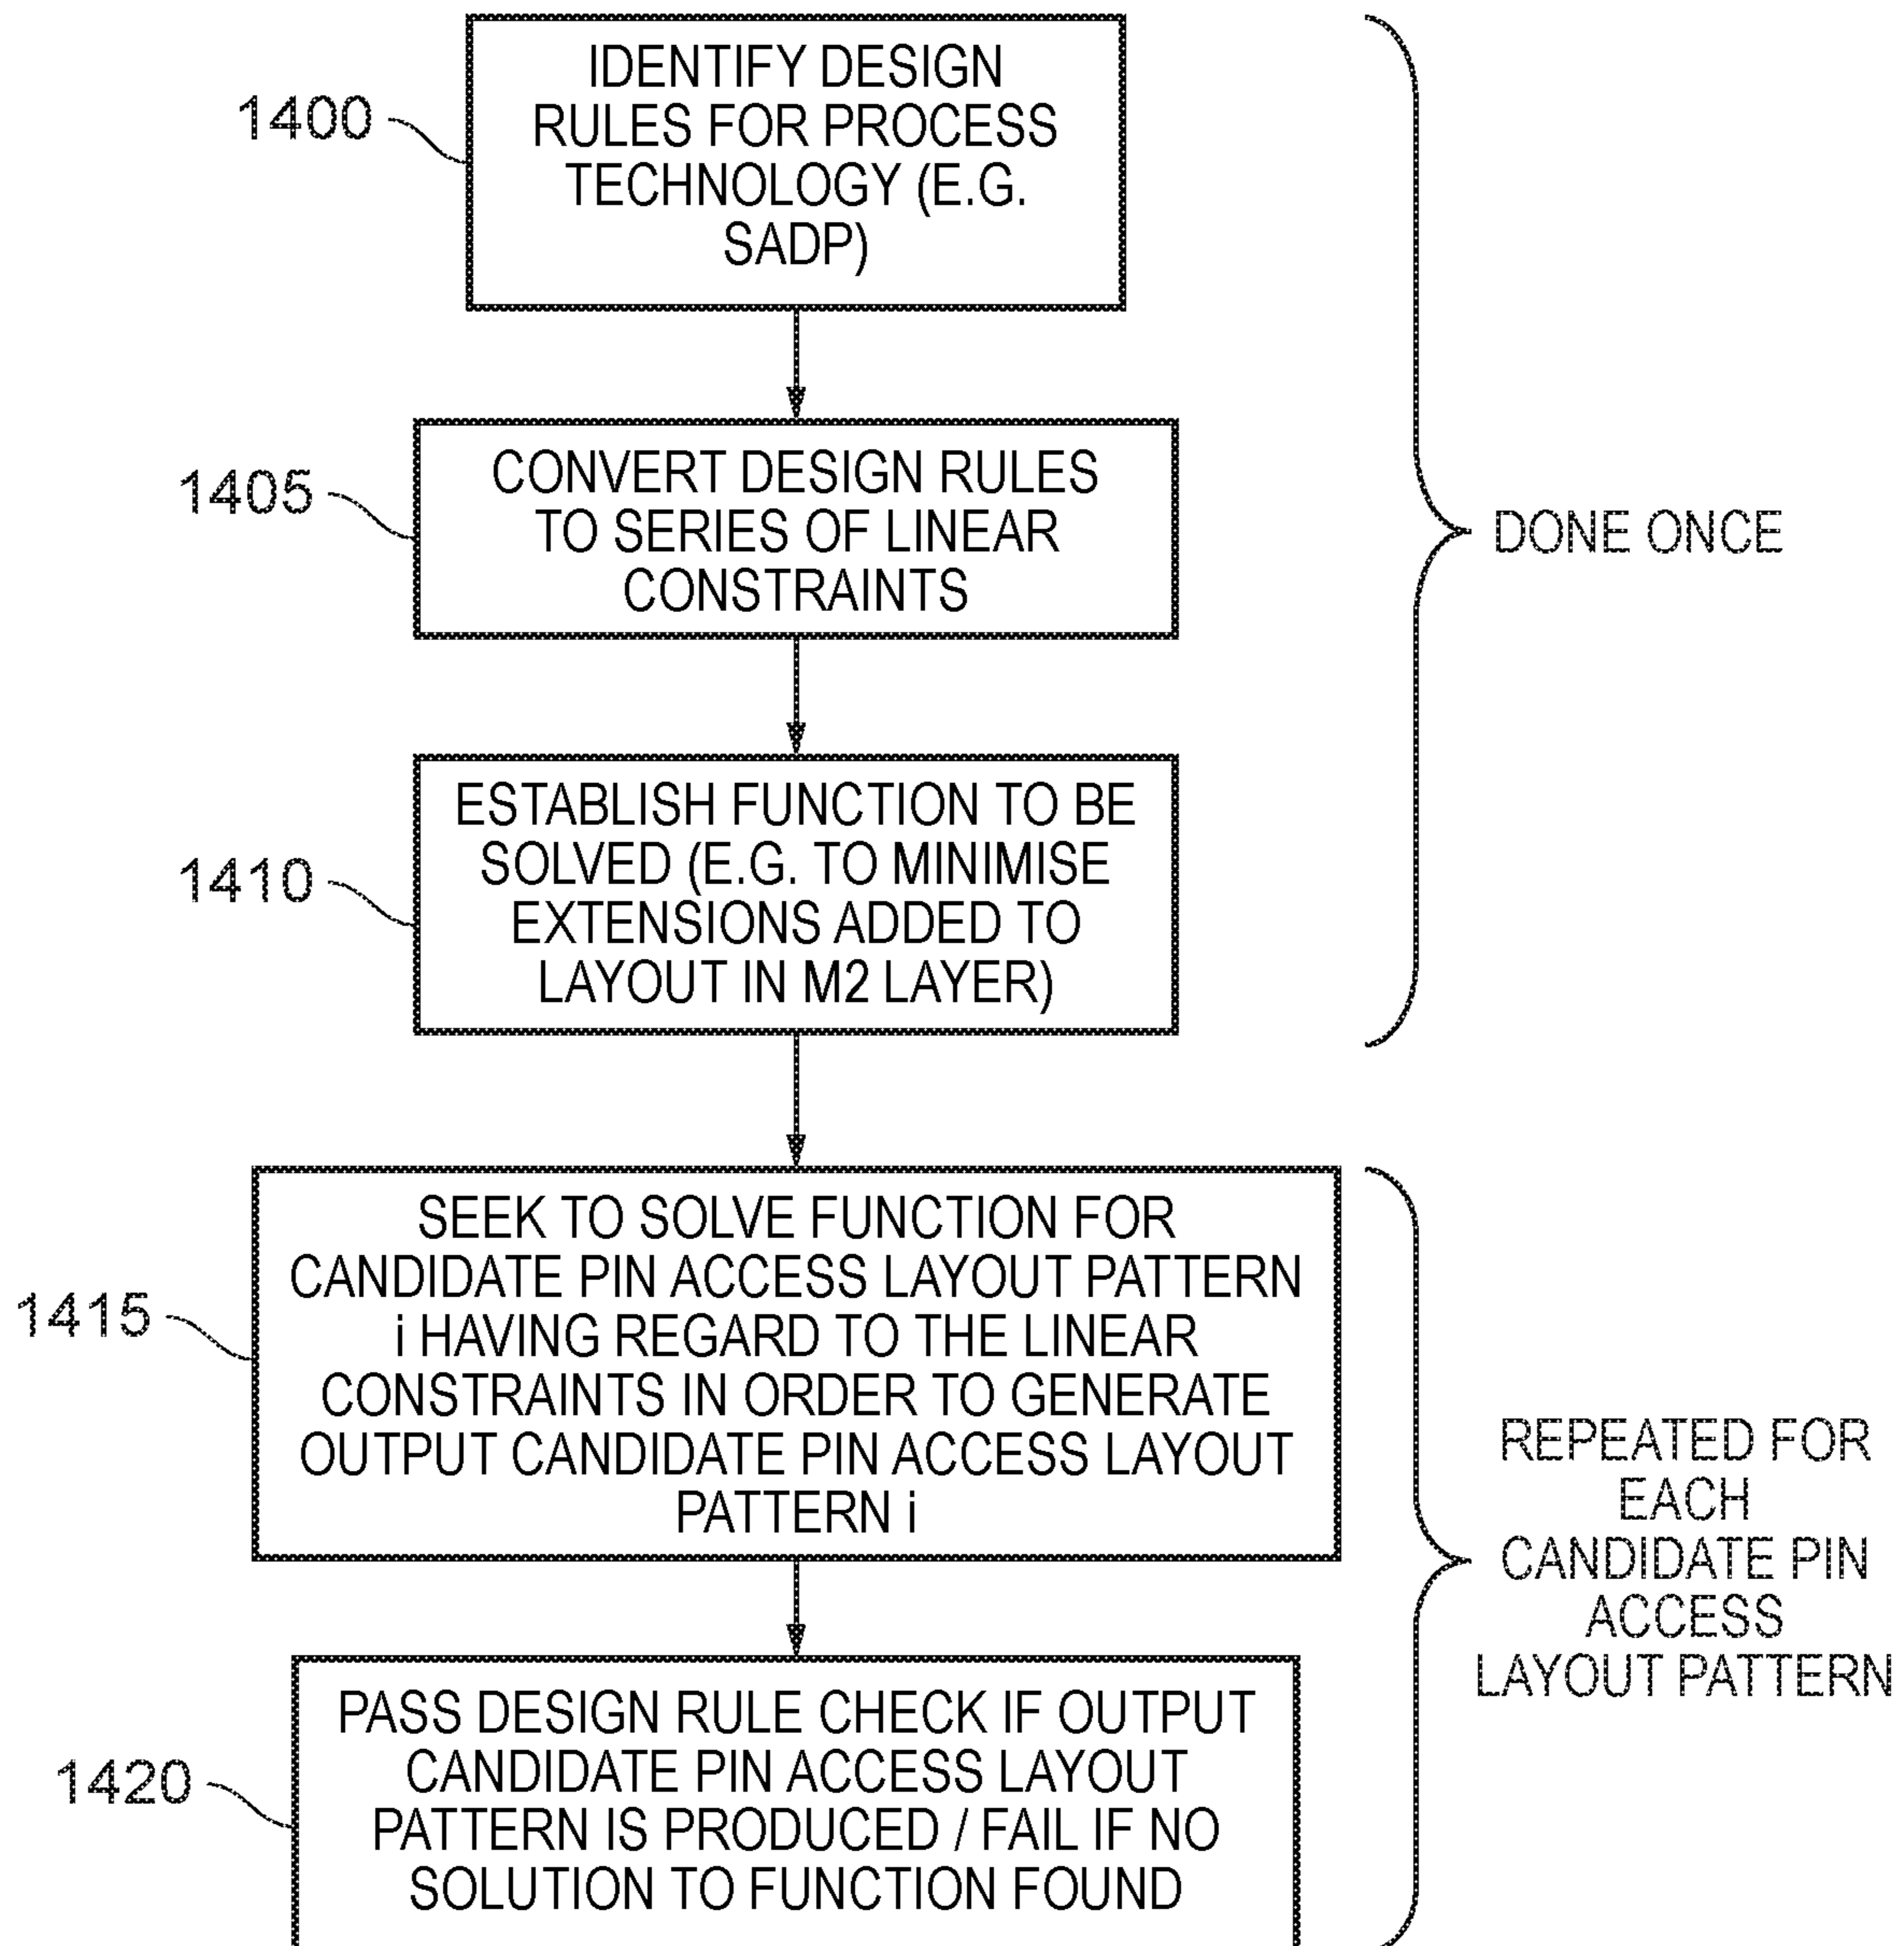 1400
IDENTIFY DESIGN
RULES FOR PROCESS
TECHNOLOGY (E.G.
SADP)
1405
CONVERT DESIGN RULES
TO SERIES OF LINEAR
CONSTRAINTS
DONE ONCE
1410
ESTABLISH FUNCTION TO BE
SOLVED (E.G. TO MINIMISE
EXTENSIONS ADDED TO
LAYOUT IN M2 LAYER)
1415
SEEK TO SOLVE FUNCTION FOR
CANDIDATE PIN ACCESS LAYOUT PATTERN
i HAVING REGARD TO THE LINEAR
CONSTRAINTS IN ORDER TO GENERATE
OUTPUT CANDIDATE PIN ACCESS LAYOUT
PATTERN i
REPEATED FOR
EACH
CANDIDATE PIN
ACCESS
LAYOUT PATTERN
1420
PASS DESIGN RULE CHECK IF OUTPUT
CANDIDATE PIN ACCESS LAYOUT
PATTERN IS PRODUCED / FAIL IF NO
SOLUTION TO FUNCTION FOUND